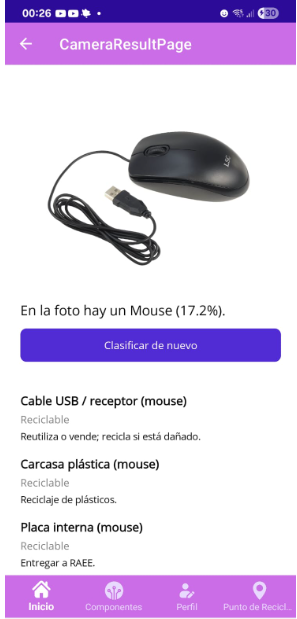 00:26
30
CameraResultPage
LSC
En la foto hay un Mouse (17.2%).
Clasificar de nuevo
Cable USB / receptor (mouse)
Reciclable
Reutiliza o vende; recicla si está dañado.
Carcasa plástica (mouse)
Reciclable
Reciclaje de plásticos.
Placa interna (mouse)
Reciclable
Entregar a RAEE.
Inicio Componentes Perfil Punto de Recicl...